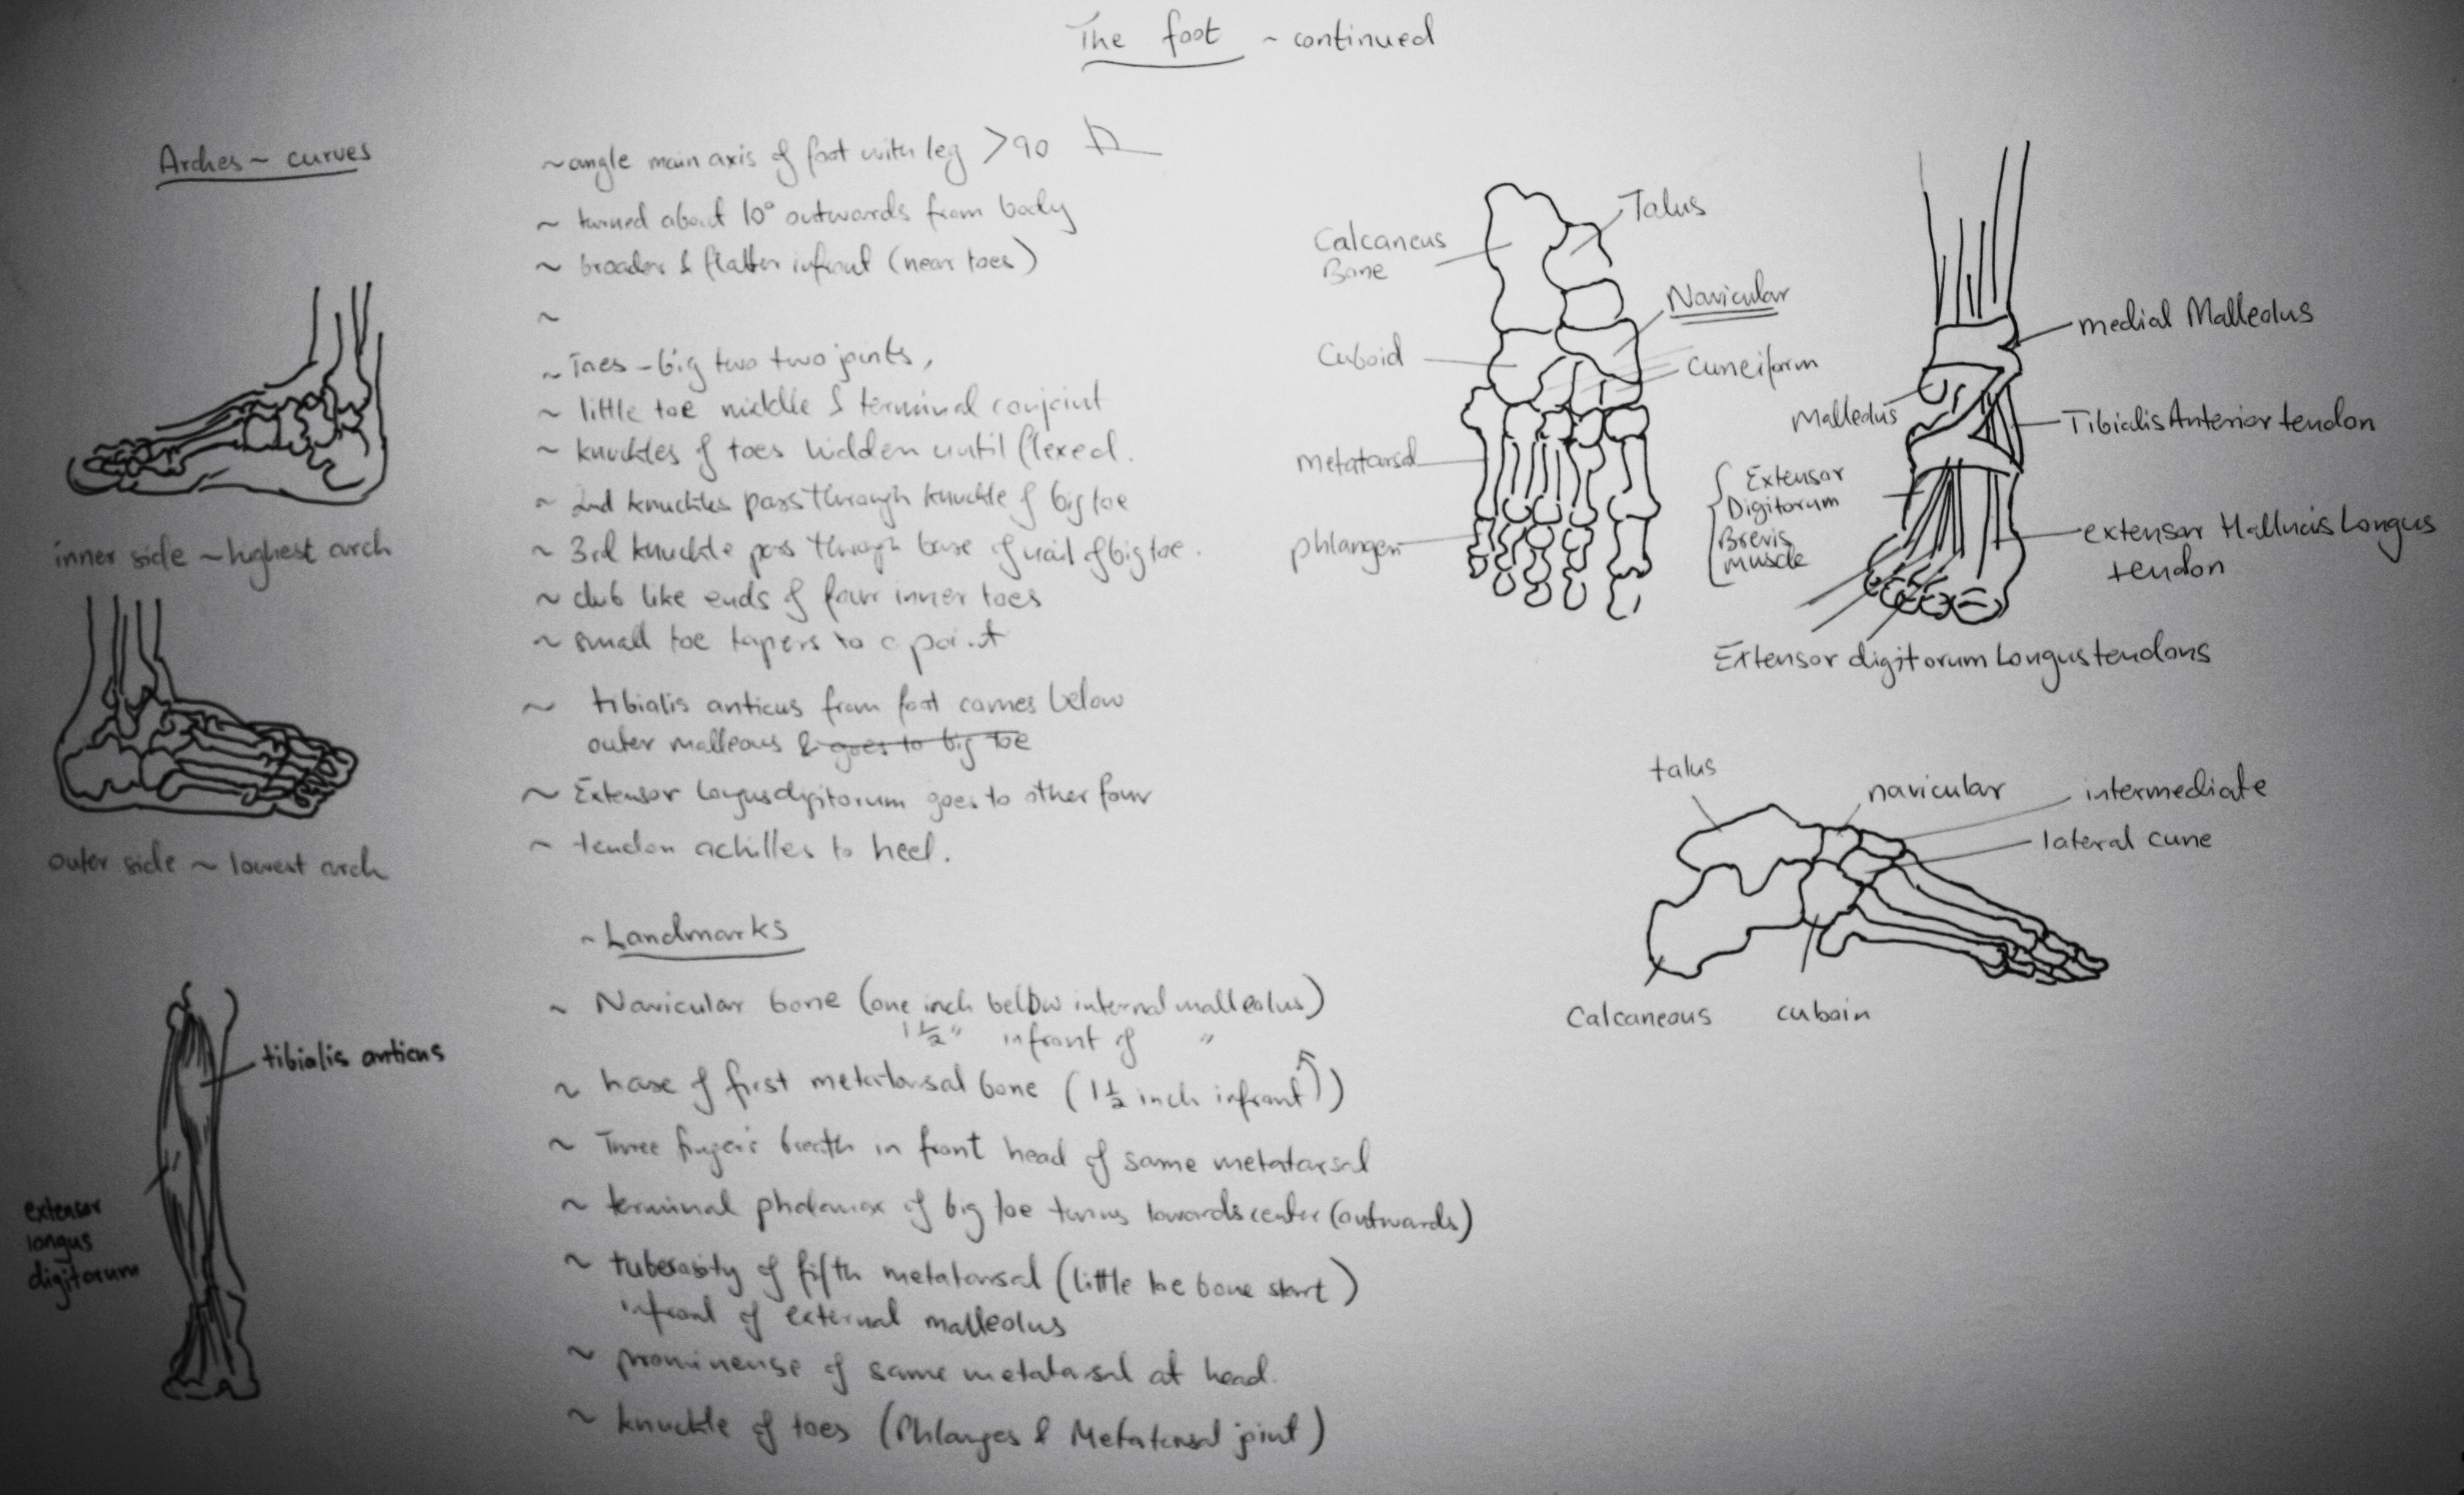 The foot ~ continued
Arches ~ curves
inner side ~ highest arch
outer side ~ lowest arch
tibialis anticus
extensor
longus
digitorum
~ angle main axis of foot with leg >90
~ turned about 10° outwards from body
~ broader & flatter infront (near toes)
~
~ Toes - big two two joints,
~ little toe middle & terminal conjoint
~ knuckles of toes hidden until flexed.
~ 2nd knuckles pass through knuckle of big toe
~ 3rd knuckle pass through base of nail of big toe.
~ club like ends of four inner toes
~ small toe tapers to a point
~ tibialis anticus from foot comes below
outer malleous & goes to big toe
~ Extensor longus digitorum goes to other four
~ tendon achilles to heel.
~ Landmarks
~ Navicular bone (one inch below internal malleolus)
1 1/2 " infront of "
~ base of first metatarsal bone (1 1/2 inch infront)
~ Three finger's breath in front head of same metatarsal
~ terminal phalanax of big toe turns towards center (outwards)
~ tuberasity of fifth metatarsal (little toe bone start)
infront of external malleolus
~ prominense of same metatarsal at head.
~ knuckle of toes (Phlanges & Metatarsal joint)
Calcaneus
Bone
Talus
Navicular
Cuboid
Cuneiform
metatarsal
phlangen
medial Malleolus
Malleolus
Tibialis Anterior tendon
Extensor
Digitorum
Brevis
muscle
extensor Hallucis Longus
tendon
Extensor digitorum Longus tendons
talus
navicular
intermediate
lateral cune
Calcaneous
cuboin